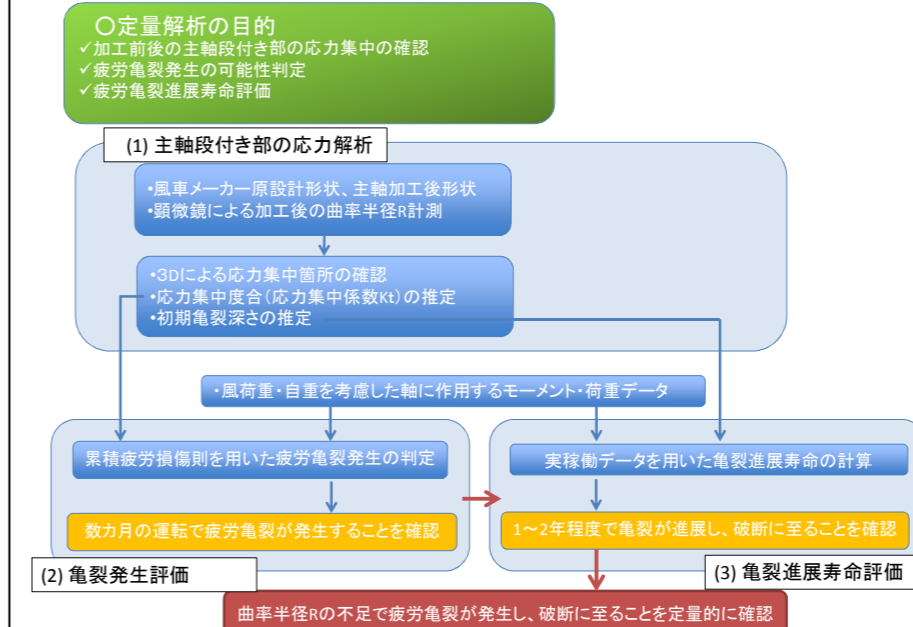 〇定量解析の目的
✓加工前後の主軸段付き部の応力集中の確認
✓疲労亀裂発生の可能性判定
✓疲労亀裂進展寿命評価
(1) 主軸段付き部の応力解析
•風車メーカー原設計形状、主軸加工後形状
•顕微鏡による加工後の曲率半径R計測
•3Dによる応力集中箇所の確認
•応力集中度合(応力集中係数Kt)の推定
•初期亀裂深さの推定
・風荷重・自重を考慮した軸に作用するモーメント・荷重データ
累積疲労損傷則を用いた疲労亀裂発生の判定
数カ月の運転で疲労亀裂が発生することを確認
(2) 亀裂発生評価
実稼働データを用いた亀裂進展寿命の計算
1～2年程度で亀裂が進展し、破断に至ることを確認
(3) 亀裂進展寿命評価
曲率半径Rの不足で疲労亀裂が発生し、破断に至ることを定量的に確認